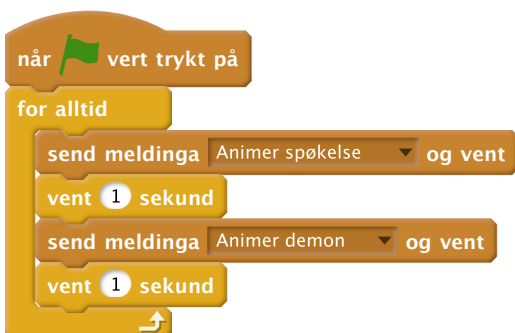 når vert trykt på
for alltid
send meldinga Animer spøkelse og vent
vent 1 sekund
send meldinga Animer demon og vent
vent 1 sekund